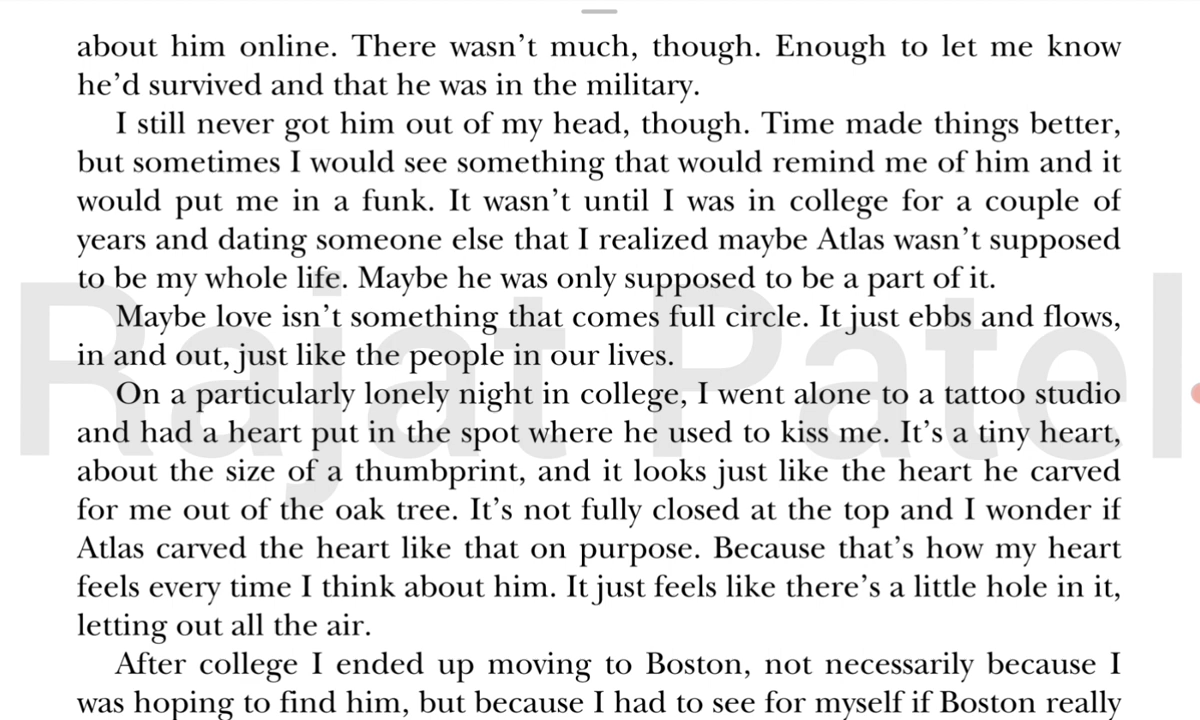 about him online. There wasn’t much, though. Enough to let me know
he’d survived and that he was in the military.
I still never got him out of my head, though. Time made things better,
but sometimes I would see something that would remind me of him and it
would put me in a funk. It wasn’t until I was in college for a couple of
years and dating someone else that I realized maybe Atlas wasn’t supposed
to be my whole life. Maybe he was only supposed to be a part of it.
Maybe love isn’t something that comes full circle. It just ebbs and flows,
in and out, just like the people in our lives.
On a particularly lonely night in college, I went alone to a tattoo studio
and had a heart put in the spot where he used to kiss me. It’s a tiny heart,
about the size of a thumbprint, and it looks just like the heart he carved
for me out of the oak tree. It’s not fully closed at the top and I wonder if
Atlas carved the heart like that on purpose. Because that’s how my heart
feels every time I think about him. It just feels like there’s a little hole in it,
letting out all the air.
After college I ended up moving to Boston, not necessarily because I
was hoping to find him, but because I had to see for myself if Boston really
Rajat Patel